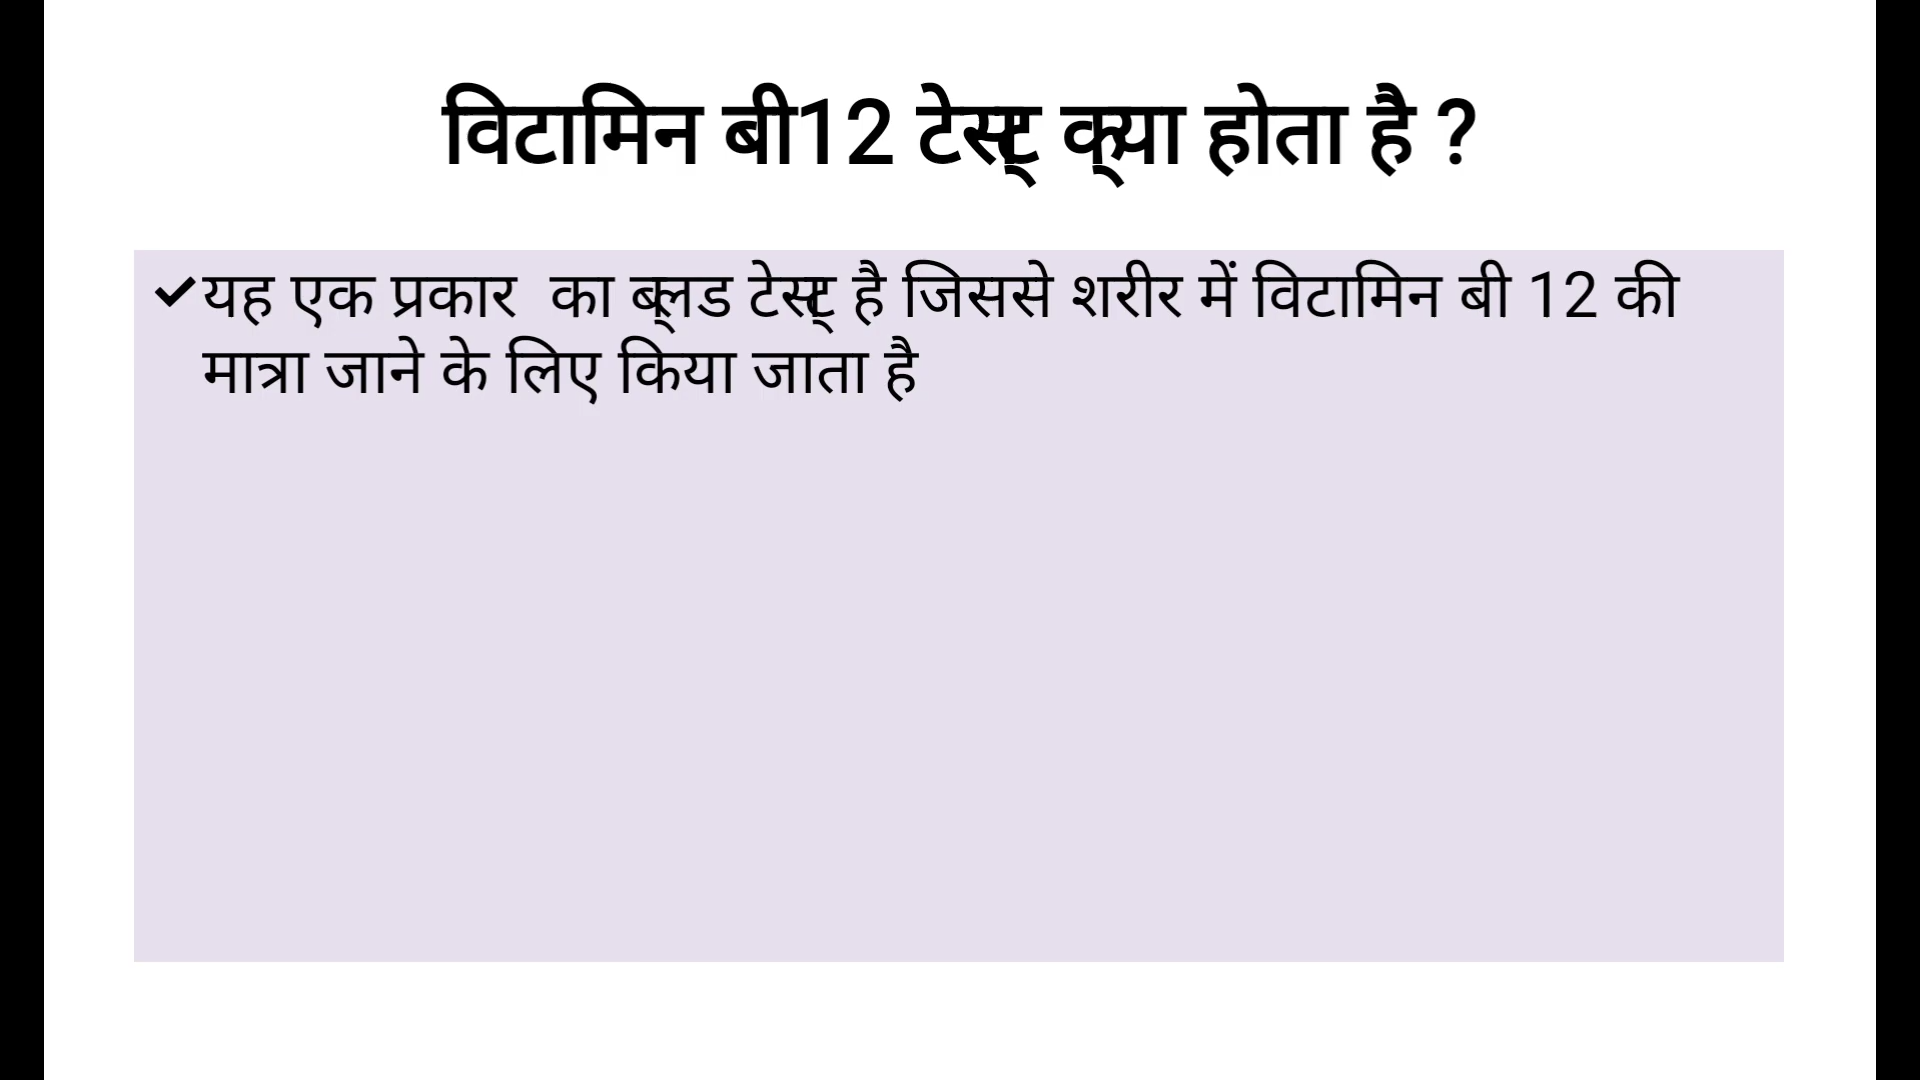 विटामिन बी12 टेस्ट क्या होता है ?
✔यह एक प्रकार  का ब्लड टेस्ट है जिससे शरीर में विटामिन बी 12 की
मात्रा जाने के लिए किया जाता है